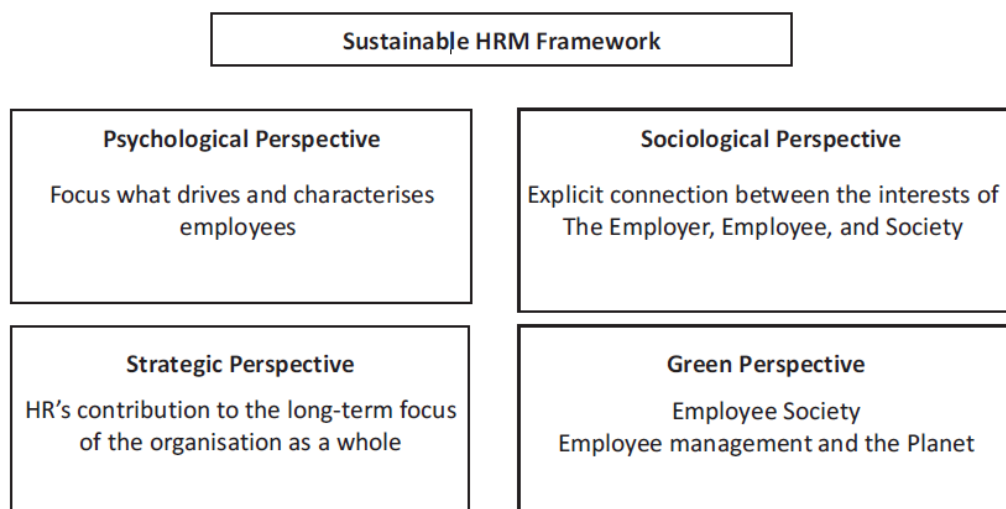 Sustainable HRM Framework
Psychological Perspective
Focus what drives and characterises
employees
Sociological Perspective
Explicit connection between the interests of
The Employer, Employee, and Society
Strategic Perspective
HR's contribution to the long-term focus
of the organisation as a whole
Green Perspective
Employee Society
Employee management and the Planet